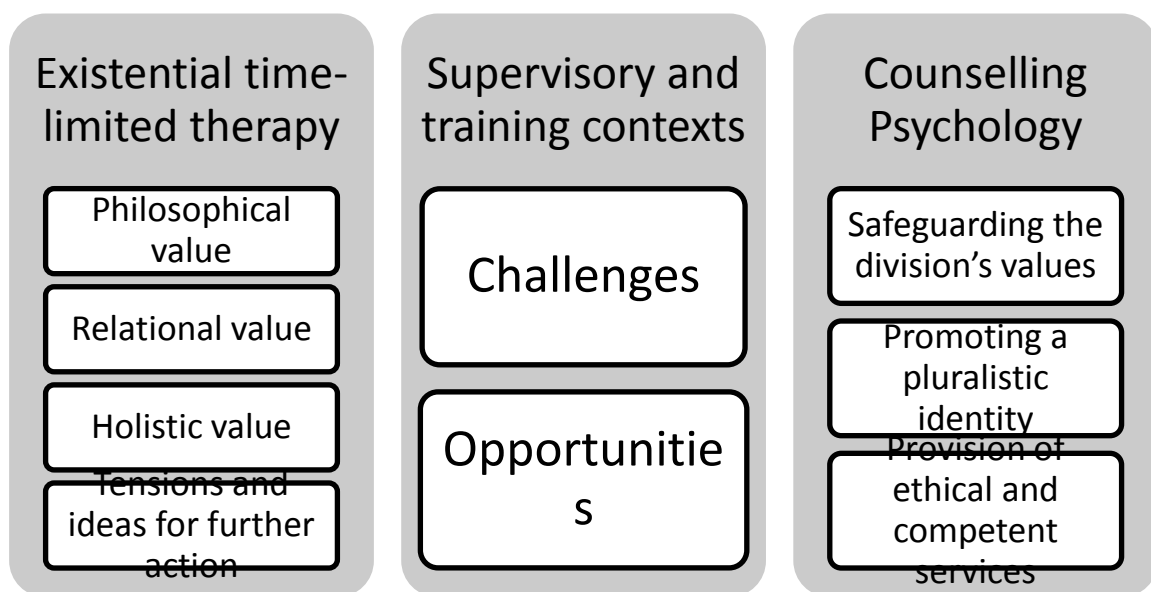 Existential time-
limited therapy
Philosophical
value
Relational value
Holistic value
Tensions and
ideas for further
action
Supervisory and
training contexts
Challenges
Opportunitie
s
Counselling
Psychology
Safeguarding the
division’s values
Promoting a
pluralistic
identity
Provision of
ethical and
competent
services